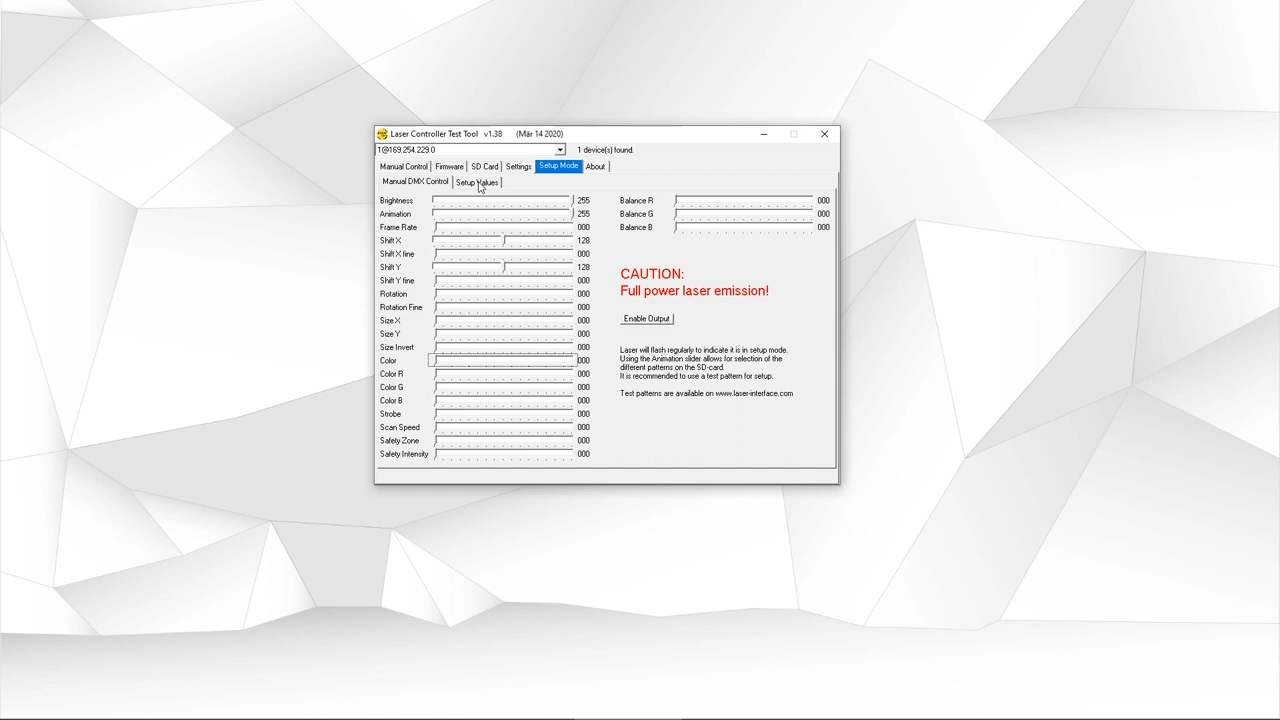 Laser Controller Test Tool v1.38 (Mär 14 2020)
1@169.254.229.0 1 device(s) found.
Manual Control Firmware SD Card Settings Setup Mode About
Manual DMX Control Setup Values
Brightness 255
Animation 255
Frame Rate 000
Shift X 128
Shift X fine 000
Shift Y 128
Shift Y fine 000
Rotation 000
Rotation Fine 000
Size X 000
Size Y 000
Size Invert 000
Color 000
Color R 000
Color G 000
Color B 000
Strobe 000
Scan Speed 000
Safety Zone 000
Safety Intensity 000
Balance R 000
Balance G 000
Balance B 000
CAUTION:
Full power laser emission!
Enable Output
Laser will flash regularly to indicate it is in setup mode.
Using the Animation slider allows for selection of the
different patterns on the SD-card.
It is recommended to use a test pattern for setup.
Test patterns are available on www.laser-interface.com